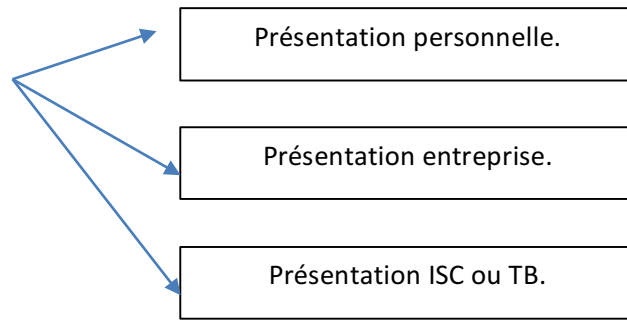 Présentation personnelle.
Présentation entreprise.
Présentation ISC ou TB.